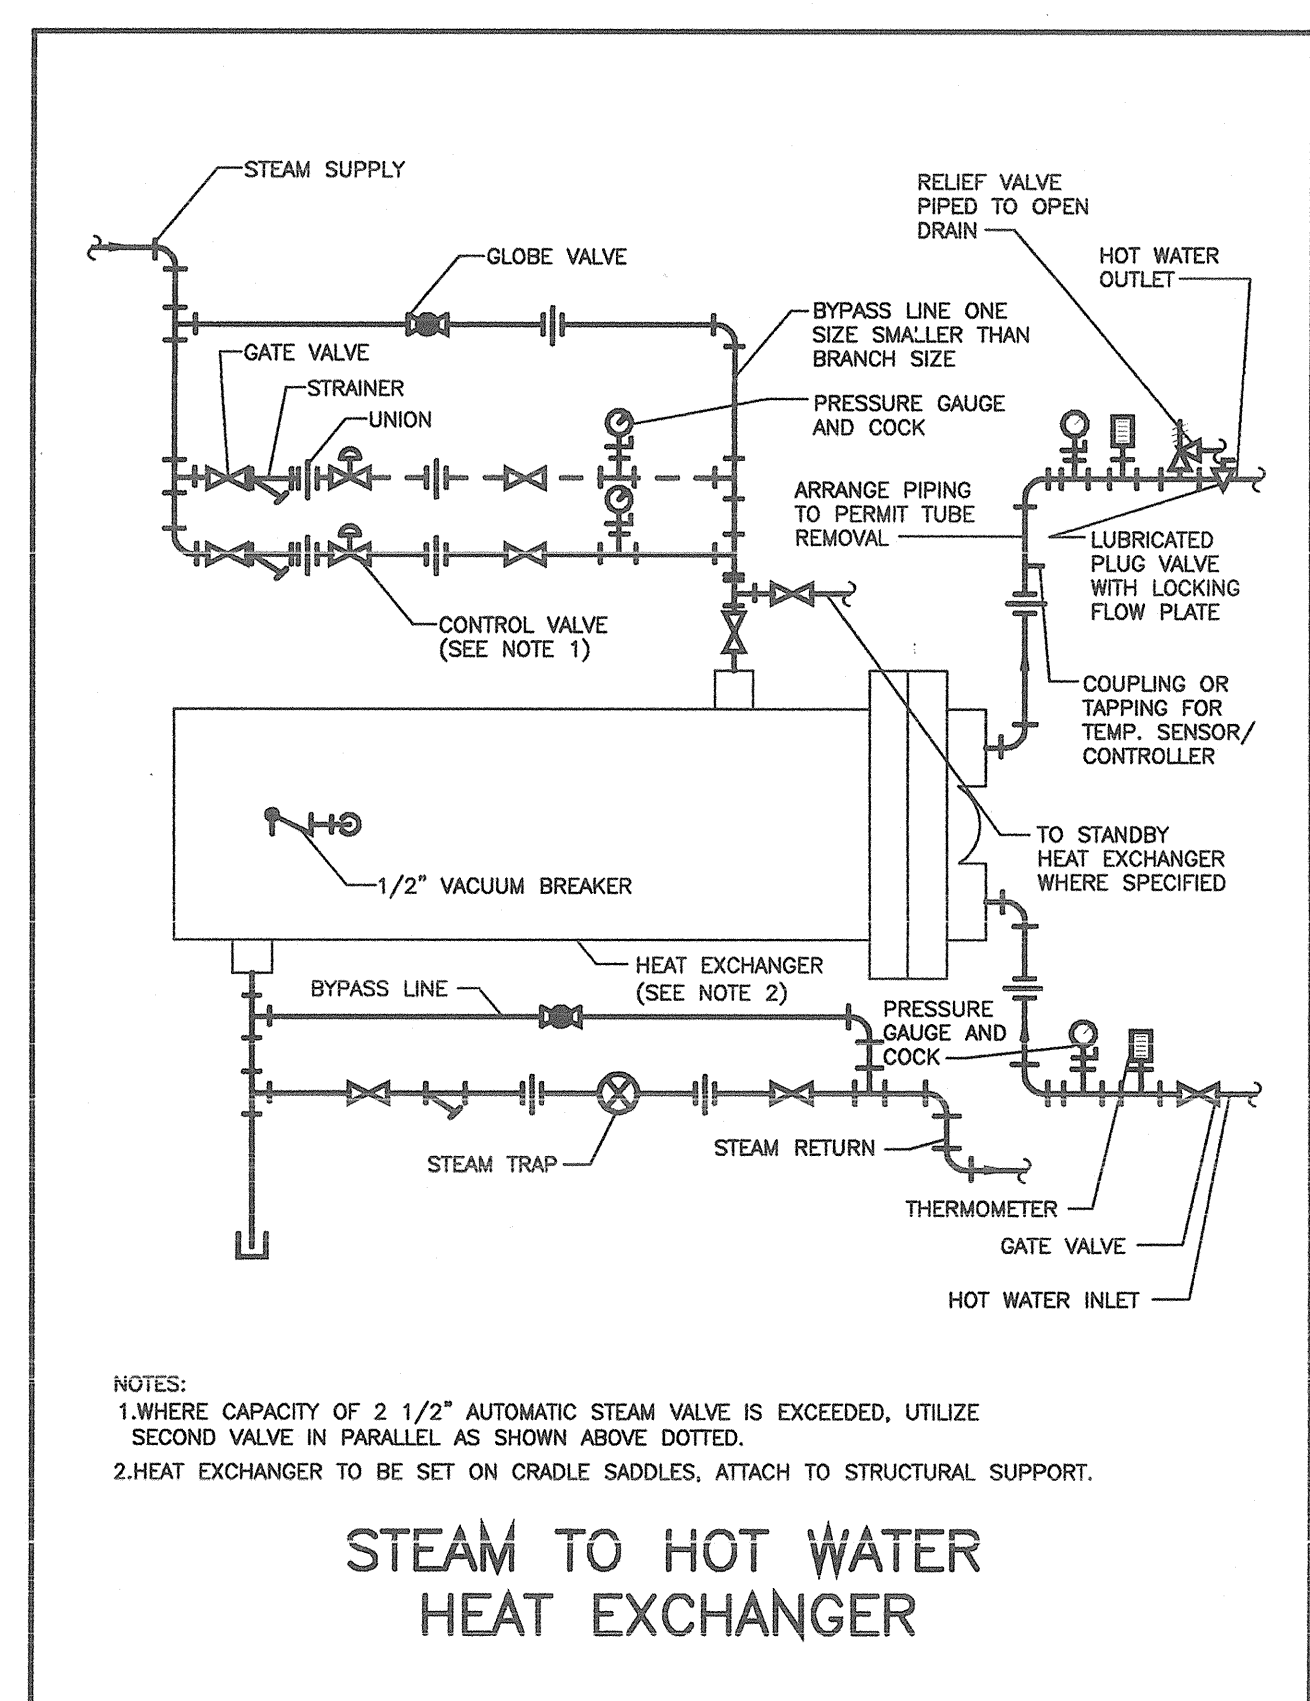 STEAM SUPPLY
RELIEF VALVE
PIPED TO OPEN
DRAIN
GLOBE VALVE
HOT WATER
OUTLET
BYPASS LINE ONE
SIZE SMALLER THAN
BRANCH SIZE
GATE VALVE
STRAINER
UNION
PRESSURE GAUGE
AND COCK
ARRANGE PIPING
TO PERMIT TUBE
REMOVAL
LUBRICATED
PLUG VALVE
WITH LOCKING
FLOW PLATE
CONTROL VALVE
(SEE NOTE 1)
COUPLING OR
TAPPING FOR
TEMP. SENSOR/
CONTROLLER
TO STANDBY
HEAT EXCHANGER
WHERE SPECIFIED
1/2" VACUUM BREAKER
HEAT EXCHANGER
(SEE NOTE 2)
BYPASS LINE
PRESSURE
GAUGE AND
COCK
STEAM RETURN
STEAM TRAP
THERMOMETER
GATE VALVE
HOT WATER INLET
NOTES:
1.WHERE CAPACITY OF 2 1/2" AUTOMATIC STEAM VALVE IS EXCEEDED, UTILIZE
SECOND VALVE IN PARALLEL AS SHOWN ABOVE DOTTED.
2.HEAT EXCHANGER TO BE SET ON CRADLE SADDLES, ATTACH TO STRUCTURAL SUPPORT.
STEAM TO HOT WATER
HEAT EXCHANGER